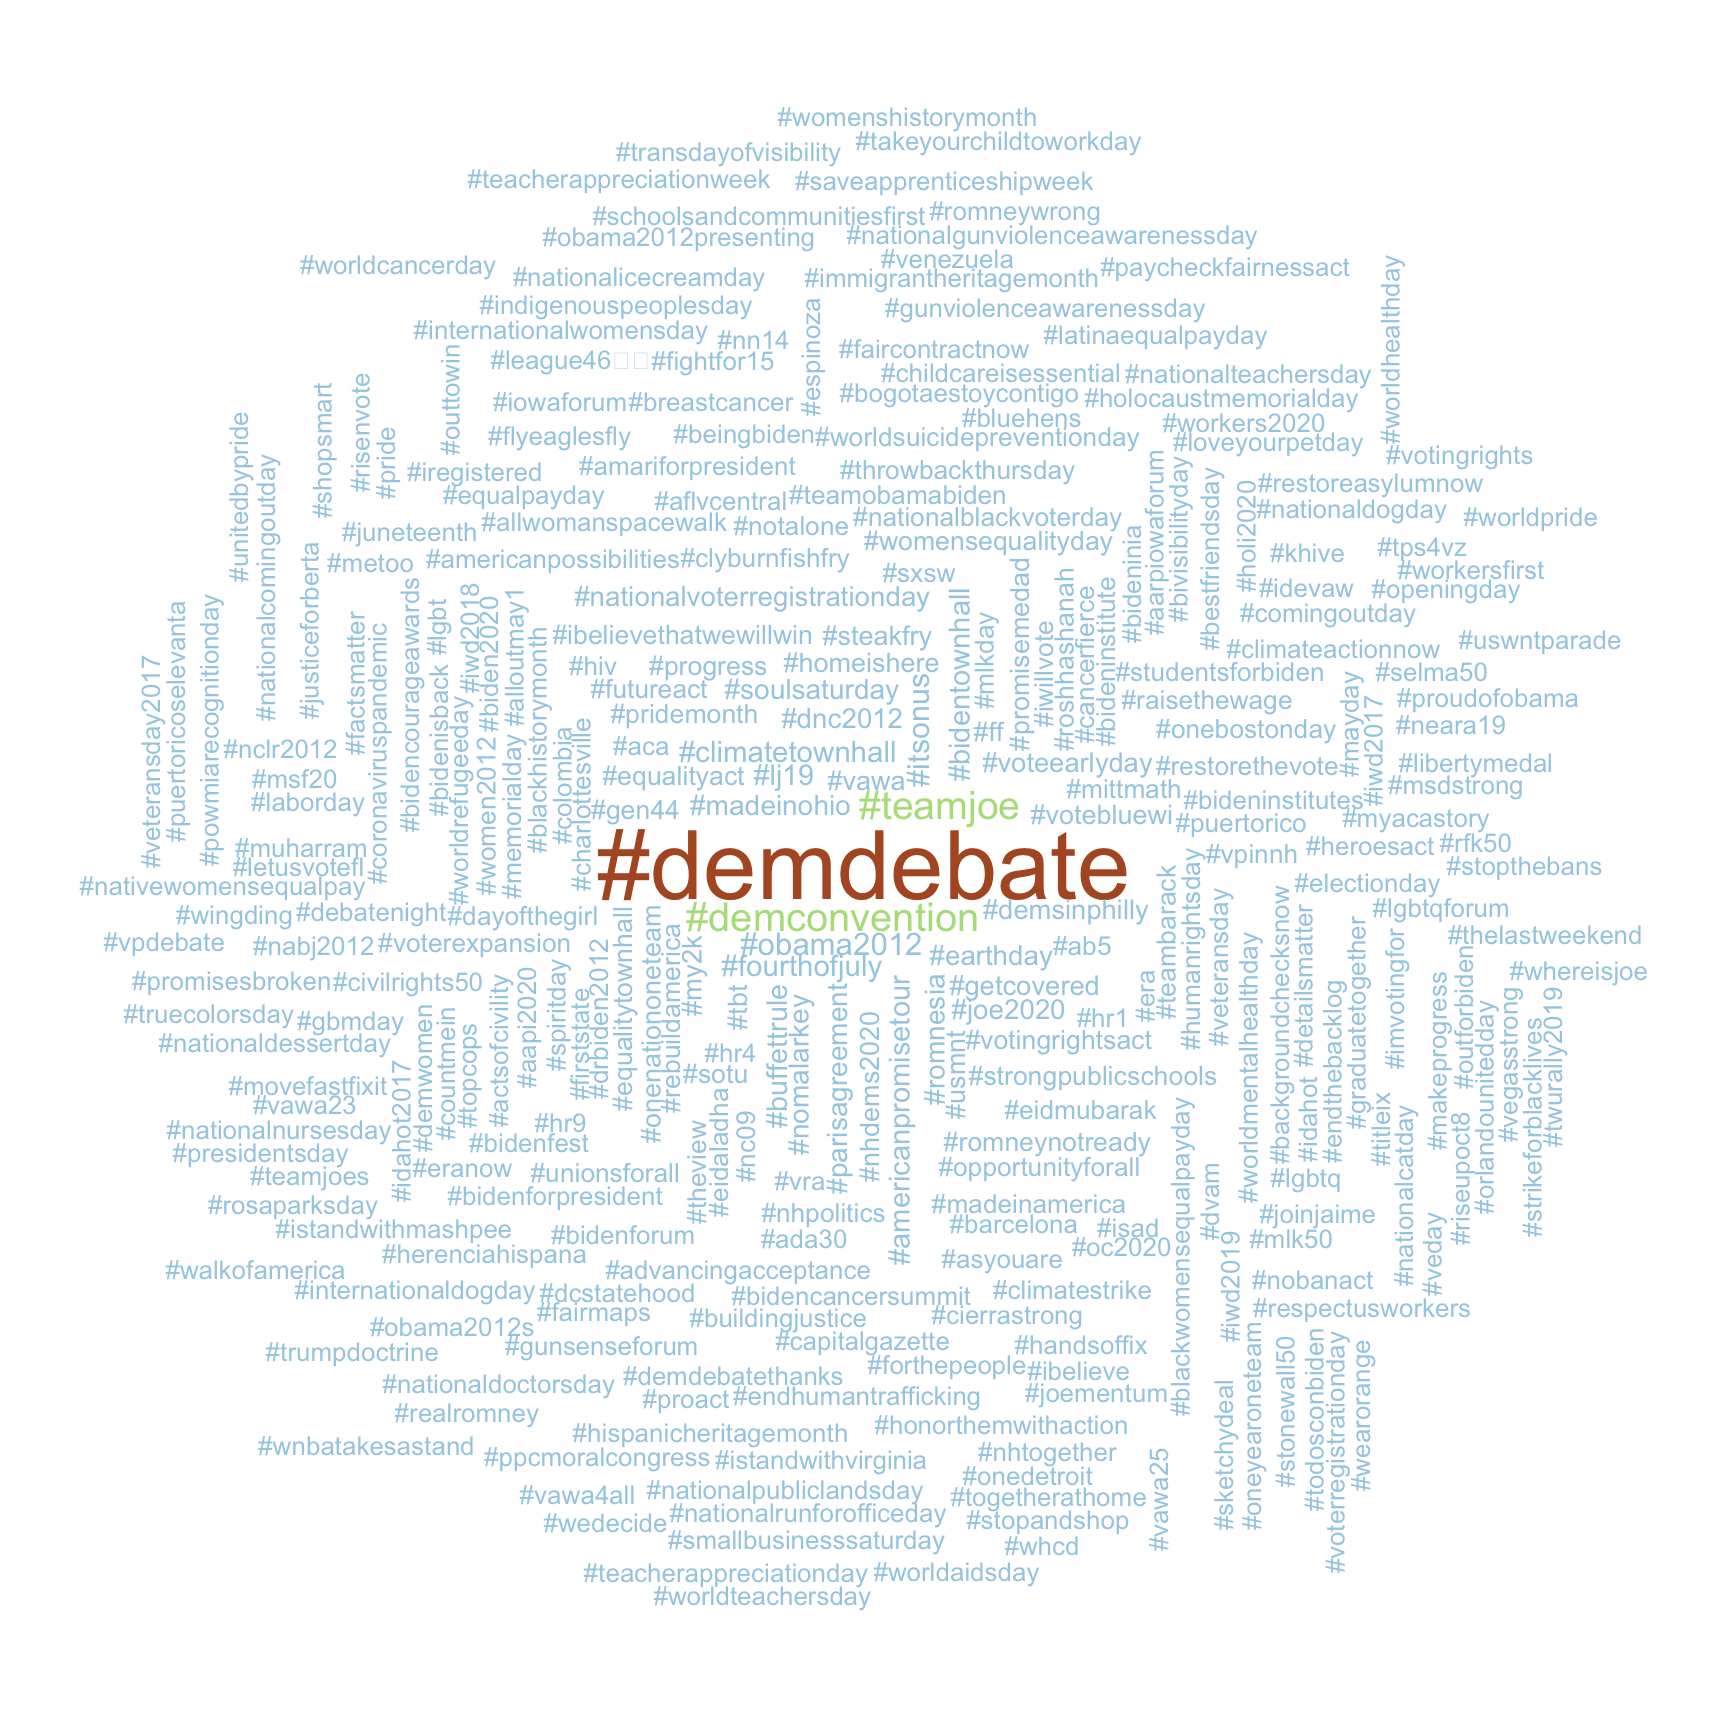 #womenshistorymonth
#takeyourchildtoworkday
#transdayofvisibility
#teacherappreciationweek
#saveapprenticeshipweek
#schoolsandcommunitiesfirst
#romneywrong
#obama2012presenting
#nationalgunviolenceawarenessday
#venezuela
#worldcancerday
#nationalicecreamday
#immigrantheritagemonth
#paycheckfairnessact
#indigenouspeoplesday
#gunviolenceawarenessday
#internationalwomensday
#nn14
#espinoza
#latinaequalpayday
#worldhealthday
#league46
#fightfor15
#faircontractnow
#childcareisessential
#nationalteachersday
#outtowin
#risenvote
#shopsmart
#pride
#unitedbypride
#iowaforum
#breastcancer
#bogotaestoycontigo
#holocaustmemorialday
#bluehens
#workers2020
#flyeaglesfly
#beingbiden
#worldsuicidepreventionday
#loveyourpetday
#votingrights
#iregistered
#amariforpresident
#throwbackthursday
#restoreasylumnow
#equalpayday
#aflvcentral
#teamobamabiden
#nationaldogday
#worldpride
#juneteenth
#allwomanspacewalk
#notalone
#nationalblackvoterday
#womensequalityday
#metoo
#americanpossibilities
#clyburnfishfry
#nationalcomingoutday
#justiceforberta
#bideninia
#aarpiowaforum
#bivisibilityday
#bestfriendsday
#holi2020
#khive
#tps4vz
#workersfirst
#sxsw
#idevaw
#openingday
#nationalvoterregistrationday
#comingoutday
#ibelievethatwewillwin
#steakfry
#climateactionnow
#uswntparade
#hiv
#progress
#homeishere
#studentsforbiden
#selma50
#futureact
#soulsaturday
#raisethewage
#proudofobama
#pridemonth
#dnc2012
#ff
#onebostonday
#neara19
#veteransday2017
#puertoricoselevanta
#powmiarecognitionday
#factsmatter
#coronaviruspandemic
#bidencourageawards
#lgbt
#bidenisback
#iwd2018
#worldrefugeeday
#biden2020
#women2012
#alloutmay1
#memorialday
#blackhistorymonth
#colombia
#charlottesville
#itsonus
#bidentownhall
#mlkday
#promisemedad
#iwillvote
#roshhashanah
#cancerfierce
#bideninstitute
#mayday
#iwd2017
#nclr2012
#aca
#climatetownhall
#voteearlyday
#restorethevote
#libertymedal
#msf20
#equalityact
#lj19
#vawa
#mittmath
#msdstrong
#laborday
#gen44
#madeinohio
#teamjoe
#votebluewi
#bideninstitutes
#puertorico
#myacastory
#muharram
#letusvotefl
#demdebate
#vpinnh
#heroesact
#rfk50
#stopthebans
#nativewomensequalpay
#electionday
#wingding
#debatenight
#dayofthegirl
#demconvention
#demsinphilly
#lgbtqforum
#vpdebate
#nabj2012
#voterexpansion
#obama2012
#earthday
#ab5
#thelastweekend
#promisesbroken
#civilrights50
#fourthofjuly
#getcovered
#whereisjoe
#truecolorsday
#gbmday
#joe2020
#hr1
#nationaldessertday
#hr4
#votingrightsact
#sotu
#strongpublicschools
#idahot2017
#demwomen
#countmein
#topcops
#actsofcivility
#aapi2020
#spiritday
#firststate
#drbiden2012
#equalitytownhall
#onenationoneteam
#rebuildamerica
#my2k
#tbt
#buffettrule
#nomalarkey
#parisagreement
#nhdems2020
#americanpromisetour
#romnesia
#usmnt
#era
#teambarack
#humanrightsday
#veteransday
#worldmentalhealthday
#backgroundchecksnow
#detailsmatter
#idahot
#endthebacklog
#graduatetogether
#titleix
#imvotingfor
#makeprogress
#outforbiden
#orlandounitedday
#vegasstrong
#strikeforblacklives
#twurally2019
#riseupoct8
#nationalcatday
#veday
#movefastfixit
#vawa23
#eidmubarak
#nationalnursesday
#hr9
#presidentsday
#bidenfest
#romneynotready
#teamjoes
#eranow
#unionsforall
#theview
#eidaladha
#nc09
#vra
#opportunityforall
#lgbtq
#rosaparksday
#bidenforpresident
#nhpolitics
#madeinamerica
#joinjaime
#istandwithmashpee
#bidenforum
#ada30
#barcelona
#isad
#dvam
#blackwomensequalpayday
#mlk50
#herenciahispana
#asyouare
#oc2020
#walkofamerica
#advancingacceptance
#nobanact
#internationaldogday
#dcstatehood
#bidencancersummit
#climatestrike
#iwd2019
#fairmaps
#buildingjustice
#cierrastrong
#respectusworkers
#obama2012s
#gunsenseforum
#capitalgazette
#handsoffix
#trumpdoctrine
#forthepeople
#ibelieve
#nationaldoctorsday
#demdebatethanks
#proact
#endhumantrafficking
#joementum
#realromney
#hispanicheritagemonth
#honorthemwithaction
#wnbatakesastand
#ppcmoralcongress
#istandwithvirginia
#nhtogether
#onedetroit
#sketchydeal
#oneyearoneteam
#stonewall50
#todosconbiden
#voterregistrationday
#wearorange
#vawa25
#vawa4all
#nationalpubliclandsday
#togetherathome
#wedecide
#nationalrunforofficeday
#stopandshop
#smallbusinesssaturday
#whcd
#teacherappreciationday
#worldaidsday
#worldteachersday